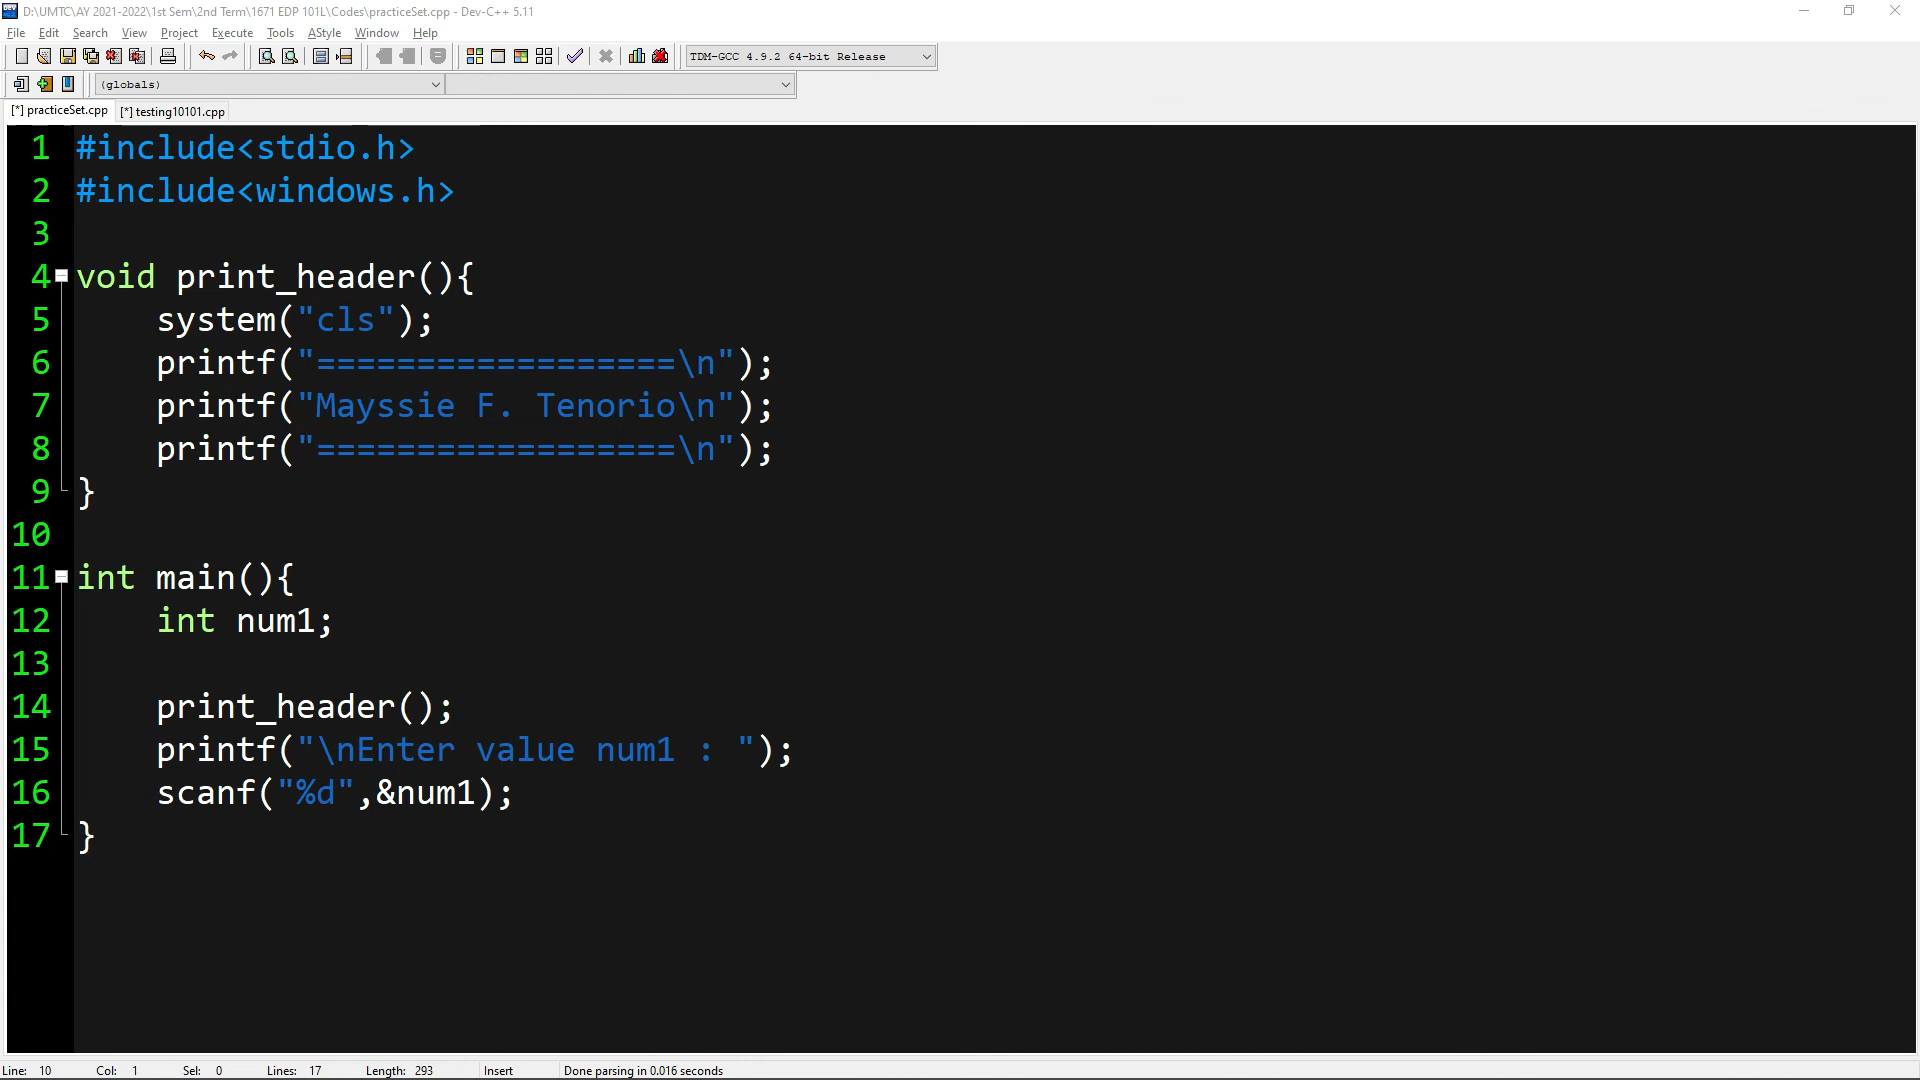 D:\UMTC\AY 2021-2022\1st Sem\2nd Term\1671 EDP 101L\Codes\practiceSet.cpp - Dev-C++ 5.11
File Edit Search View Project Execute Tools AStyle Window Help
TDM-GCC 4.9.2 64-bit Release
(globals)
[*] practiceSet.cpp [*] testing10101.cpp
1 #include<stdio.h>
2 #include<windows.h>
3
4 void print_header(){
5 system("cls");
6 printf("==================\n");
7 printf("Mayssie F. Tenorio\n");
8 printf("==================\n");
9 }
10
11 int main(){
12 int num1;
13
14 print_header();
15 printf("\nEnter value num1 : ");
16 scanf("%d",&num1);
17 }
Line: 10 Col: 1 Sel: 0 Lines: 17 Length: 293 Insert Done parsing in 0.016 seconds